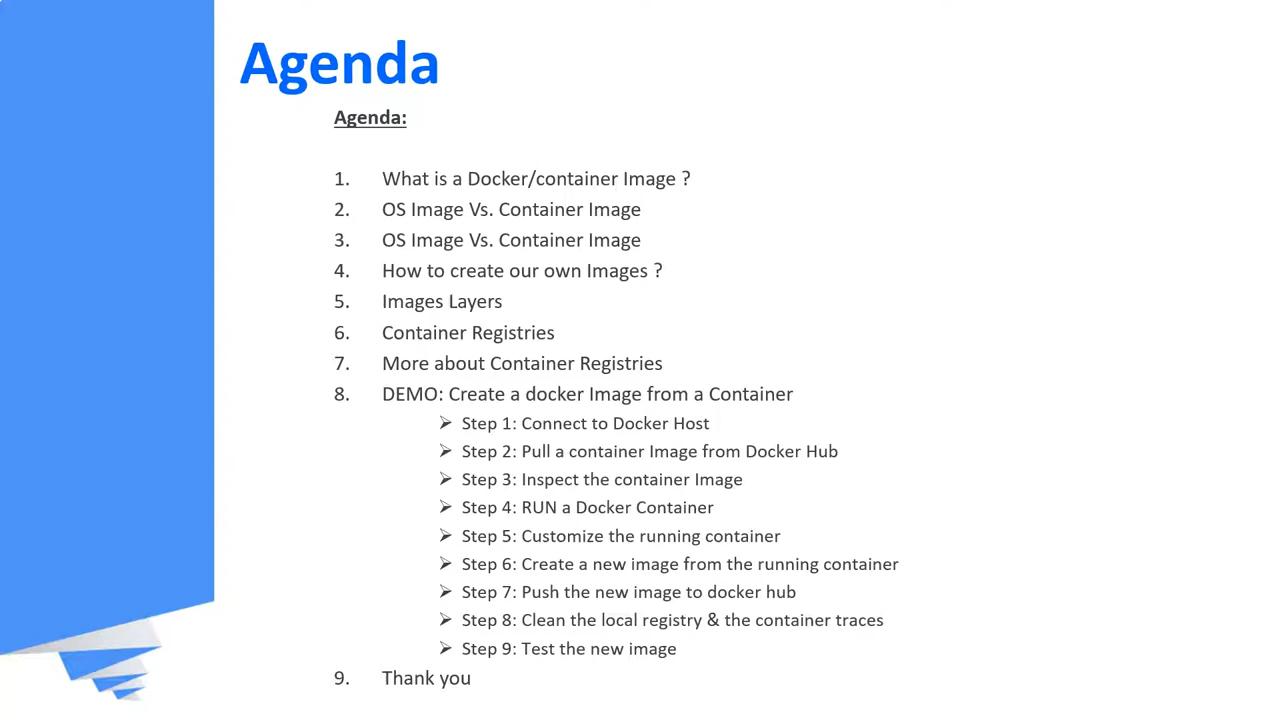 Agenda
Agenda:
1. What is a Docker/container Image ?
2. OS Image Vs. Container Image
3. OS Image Vs. Container Image
4. How to create our own Images ?
5. Images Layers
6. Container Registries
7. More about Container Registries
8. DEMO: Create a docker Image from a Container
➢ Step 1: Connect to Docker Host
➢ Step 2: Pull a container Image from Docker Hub
➢ Step 3: Inspect the container Image
➢ Step 4: RUN a Docker Container
➢ Step 5: Customize the running container
➢ Step 6: Create a new image from the running container
➢ Step 7: Push the new image to docker hub
➢ Step 8: Clean the local registry & the container traces
➢ Step 9: Test the new image
9. Thank you